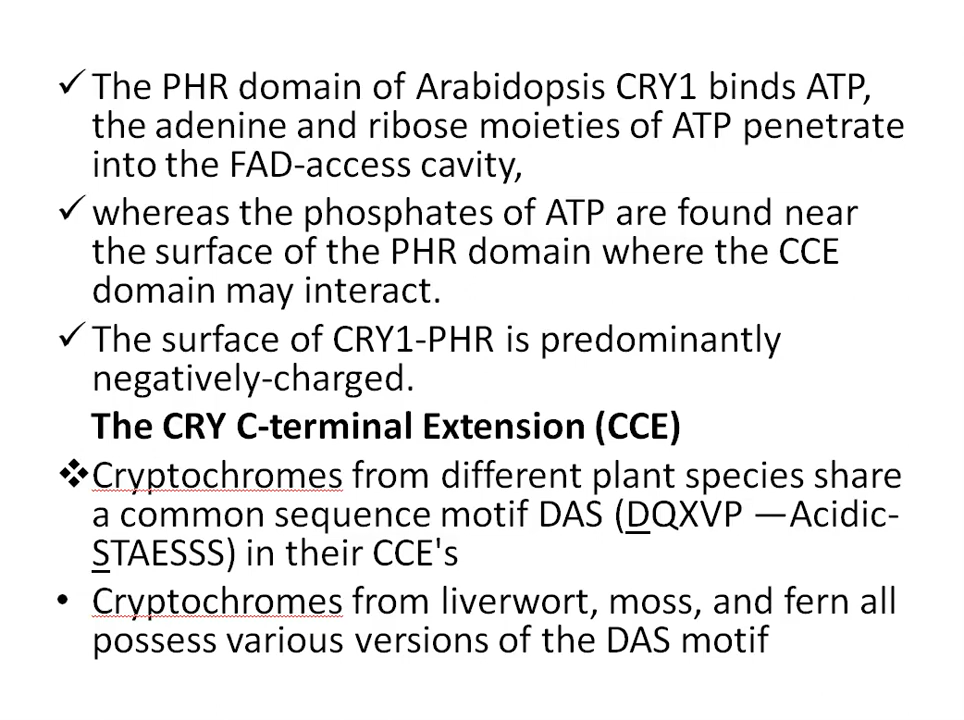 ✓ The PHR domain of Arabidopsis CRY1 binds ATP,
the adenine and ribose moieties of ATP penetrate
into the FAD-access cavity,
✓ whereas the phosphates of ATP are found near
the surface of the PHR domain where the CCE
domain may interact.
✓ The surface of CRY1-PHR is predominantly
negatively-charged.
The CRY C-terminal Extension (CCE)
❖ Cryptochromes from different plant species share
a common sequence motif DAS (DQXVP —Acidic-
STAESSS) in their CCE's
• Cryptochromes from liverwort, moss, and fern all
possess various versions of the DAS motif